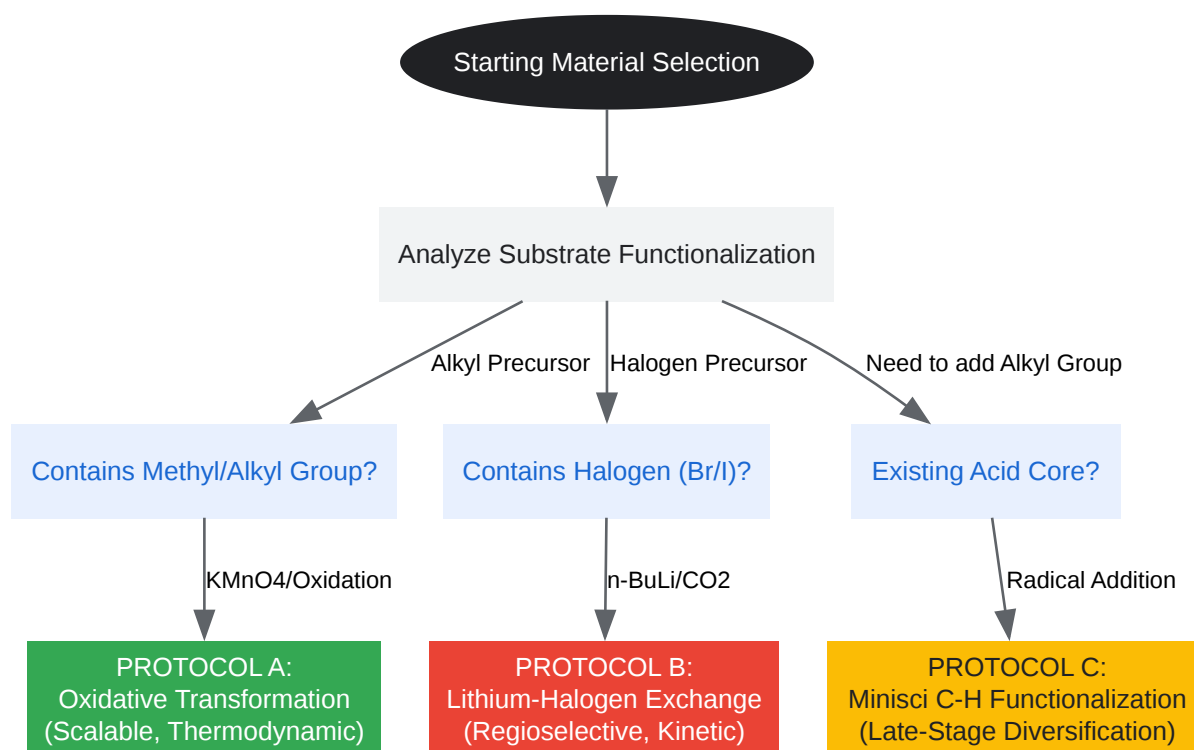 Starting Material Selection
Analyze Substrate Functionalization
Alkyl Precursor
Halogen Precursor
Need to add Alkyl Group
Contains Methyl/Alkyl Group?
Contains Halogen (Br/I)?
Existing Acid Core?
KMnO4/Oxidation
n-BuLi/CO2
Radical Addition
PROTOCOL A:
Oxidative Transformation
(Scalable, Thermodynamic)
PROTOCOL B:
Lithium-Halogen Exchange
(Regioselective, Kinetic)
PROTOCOL C:
Minisci C-H Functionalization
(Late-Stage Diversification)